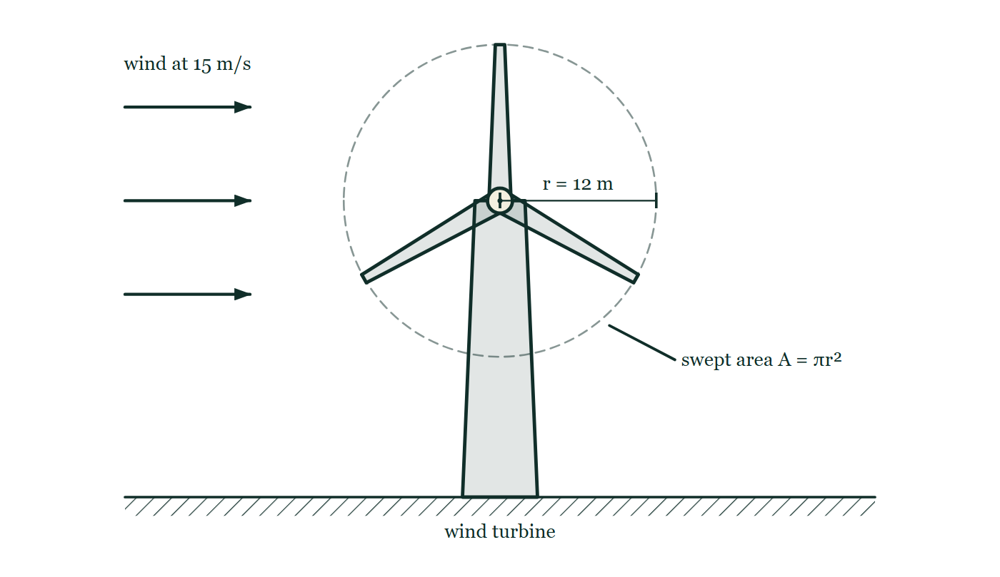 wind at 15 m/s
r = 12 m
swept area A = πr²
wind turbine